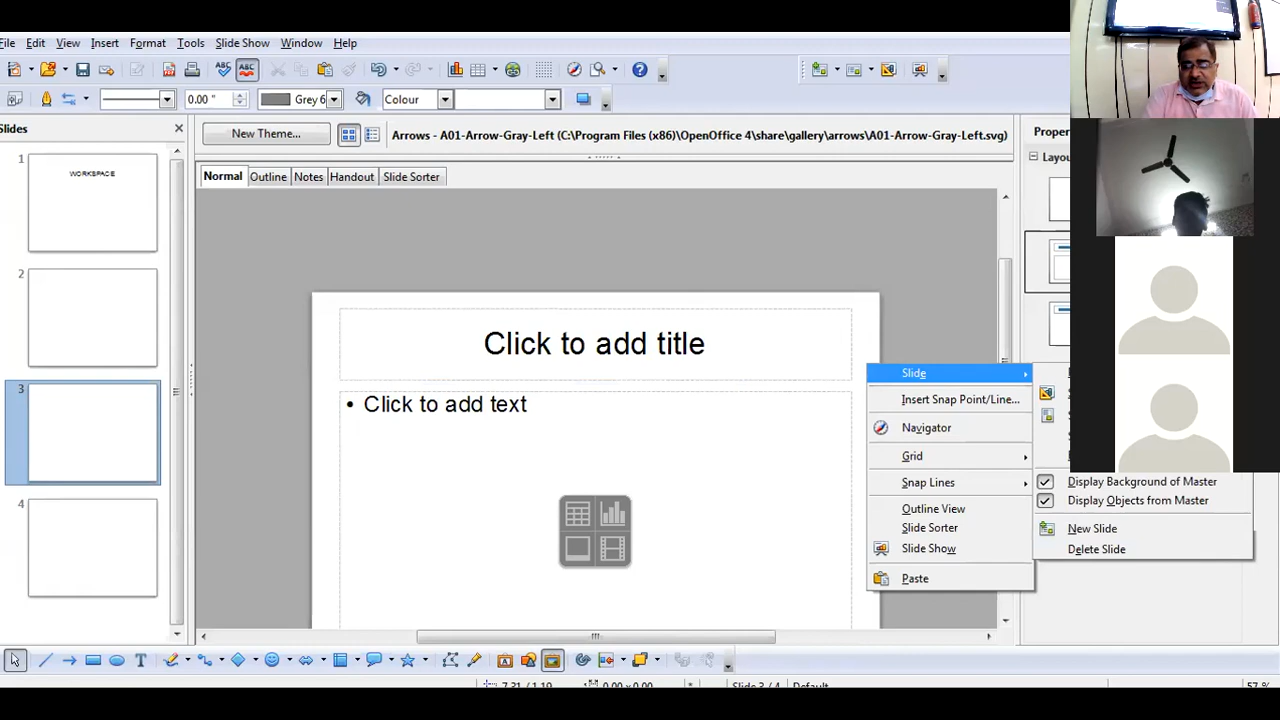 File Edit View Insert Format Tools Slide Show Window Help
0.00 " Grey 6 Colour
Slides
New Theme...
Arrows - A01-Arrow-Gray-Left (C:\Program Files (x86)\OpenOffice 4\share\gallery\arrows\A01-Arrow-Gray-Left.svg)
Normal Outline Notes Handout Slide Sorter
1
WORKSPACE
2
3
4
Click to add title
• Click to add text
Slide
Insert Snap Point/Line...
Navigator
Grid
Snap Lines
Outline View
Slide Sorter
Slide Show
Paste
Display Background of Master
Display Objects from Master
New Slide
Delete Slide
Slide 3 / 4 Default